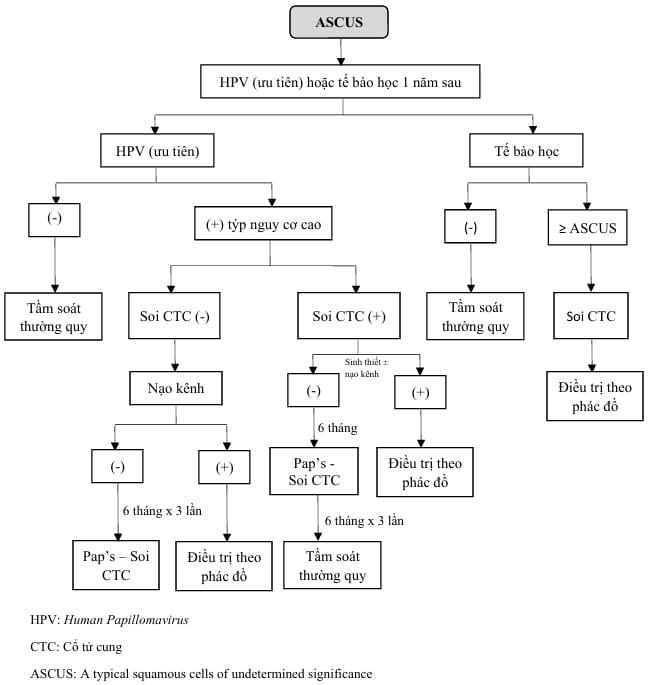 ASCUS
HPV (ưu tiên) hoặc tế bào học 1 năm sau
HPV (ưu tiên)
Tế bào học
(-)
(+) týp nguy cơ cao
(-)
≥ ASCUS
Tầm soát
thường quy
Soi CTC (-)
Soi CTC (+)
Tầm soát
thường quy
Soi CTC
Sinh thiết ±
nạo kênh
Nạo kênh
(-)
(+)
Điều trị theo
phác đồ
6 tháng
(-)
(+)
Pap's -
Soi CTC
Điều trị theo
phác đồ
6 tháng x 3 lần
6 tháng x 3 lần
Pap's – Soi
CTC
Điều trị theo
phác đồ
Tầm soát
thường quy
HPV: Human Papillomavirus
CTC: Cổ tử cung
ASCUS: A typical squamous cells of undetermined significance